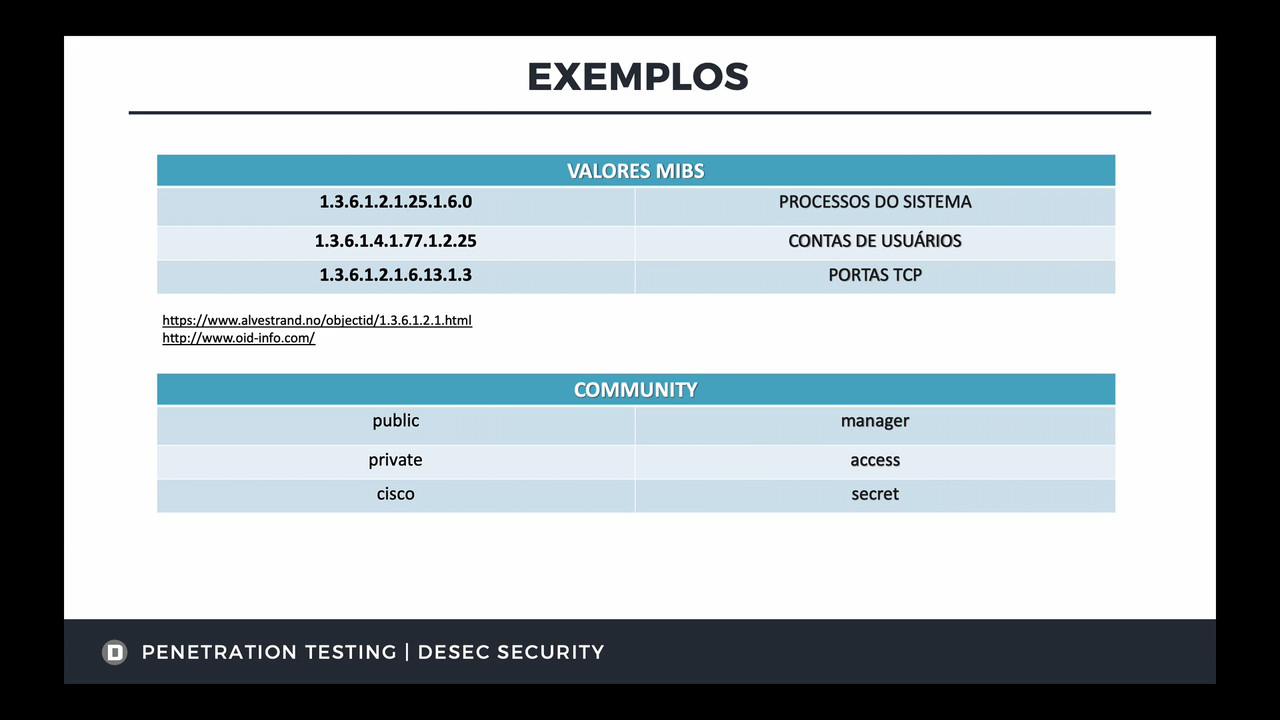 EXEMPLOS
VALORES MIBS
1.3.6.1.2.1.25.1.6.0 PROCESSOS DO SISTEMA
1.3.6.1.4.1.77.1.2.25 CONTAS DE USUÁRIOS
1.3.6.1.2.1.6.13.1.3 PORTAS TCP
https://www.alvestrand.no/objectid/1.3.6.1.2.1.html
http://www.oid-info.com/
COMMUNITY
public manager
private access
cisco secret
D PENETRATION TESTING | DESEC SECURITY